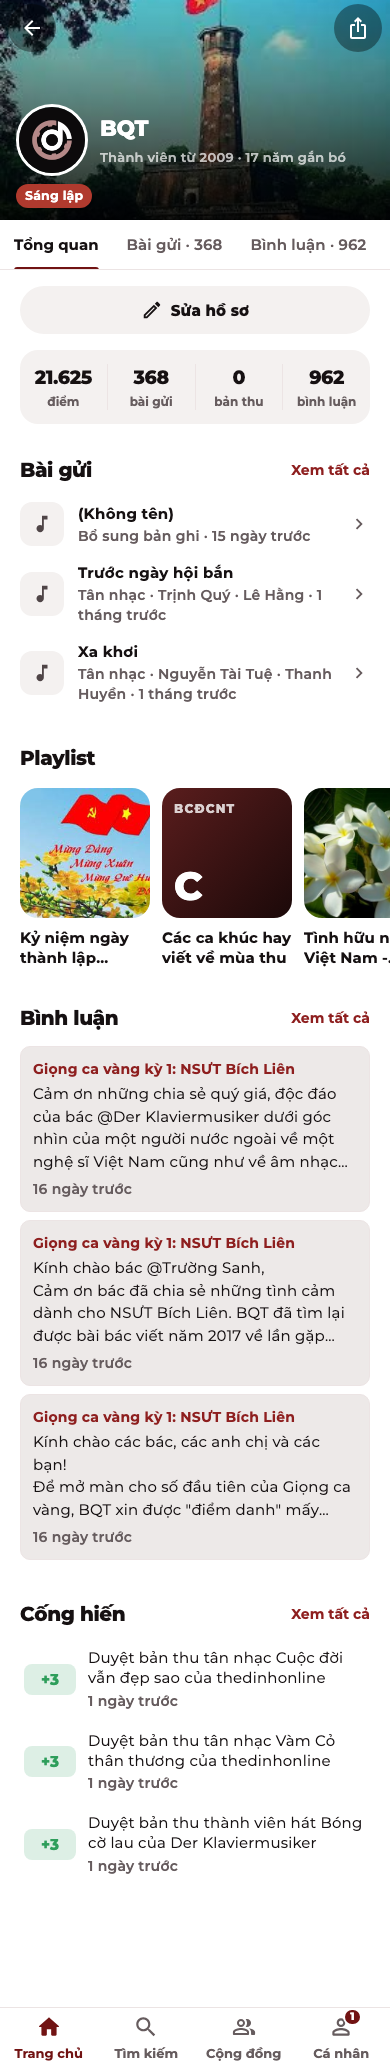 BQT
Thành viên từ 2009 · 17 năm gắn bó
Sáng lập
Tổng quan
Bài gửi · 368
Bình luận · 962
Sửa hồ sơ
21.625
điểm
368
bài gửi
0
bản thu
962
bình luận
Bài gửi
Xem tất cả
(Không tên)
Bổ sung bản ghi · 15 ngày trước
Trước ngày hội bắn
Tân nhạc · Trịnh Quý · Lê Hằng · 1
tháng trước
Xa khơi
Tân nhạc · Nguyễn Tài Tuệ · Thanh
Huyền · 1 tháng trước
Playlist
Mừng Đảng
Mừng Xuân
Mừng Quê Hư
BCĐCNT
C
Kỷ niệm ngày
thành lập...
Các ca khúc hay
viết về mùa thu
Tình hữu n
Việt Nam -.
Bình luận
Xem tất cả
Giọng ca vàng kỳ 1: NSƯT Bích Liên
Cảm ơn những chia sẻ quý giá, độc đáo
của bác @Der Klaviermusiker dưới góc
nhìn của một người nước ngoài về một
nghệ sĩ Việt Nam cũng như về âm nhạc...
16 ngày trước
Giọng ca vàng kỳ 1: NSƯT Bích Liên
Kính chào bác @Trường Sanh,
Cảm ơn bác đã chia sẻ những tình cảm
dành cho NSƯT Bích Liên. BQT đã tìm lại
được bài bác viết năm 2017 về lần gặp...
16 ngày trước
Giọng ca vàng kỳ 1: NSƯT Bích Liên
Kính chào các bác, các anh chị và các
bạn!
Để mở màn cho số đầu tiên của Giọng ca
vàng, BQT xin được "điểm danh" mấy...
16 ngày trước
Cống hiến
Xem tất cả
+3
Duyệt bản thu tân nhạc Cuộc đời
vẫn đẹp sao của thedinhonline
1 ngày trước
+3
Duyệt bản thu tân nhạc Vàm Cỏ
thân thương của thedinhonline
1 ngày trước
+3
Duyệt bản thu thành viên hát Bóng
cờ lau của Der Klaviermusiker
1 ngày trước
1
Trang chủ
Tìm kiếm
Cộng đồng
Cá nhân